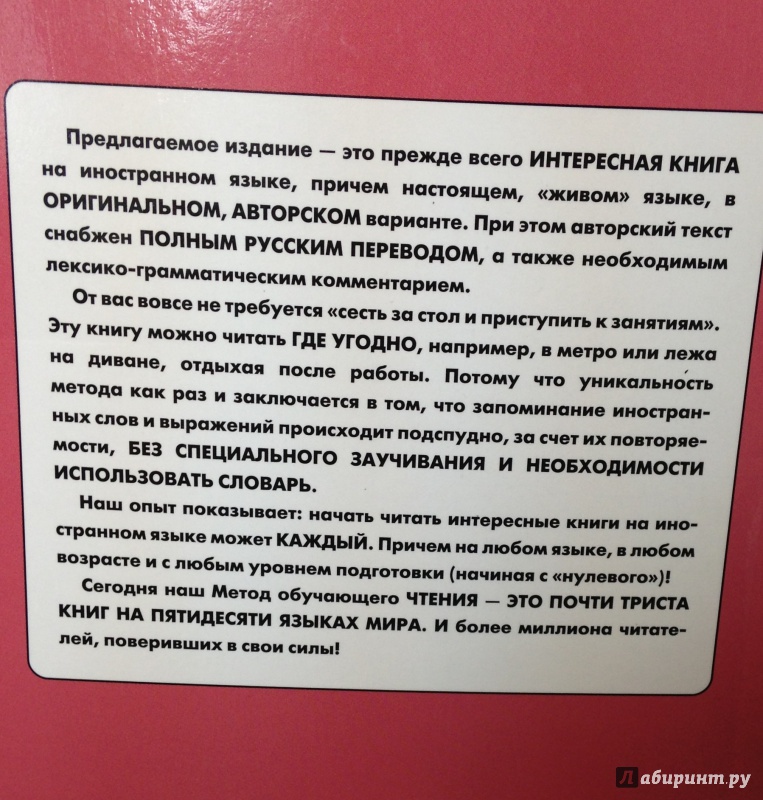 Предлагаемое издание — это прежде всего ИНТЕРЕСНАЯ КНИГА
на иностранном языке, причем настоящем, «живом» языке, в
ОРИГИНАЛЬНОМ, АВТОРСКОМ варианте. При этом авторский текст
снабжен ПОЛНЫМ РУССКИМ ПЕРЕВОДОМ, а также необходимым
лексико-грамматическим комментарием.
От вас вовсе не требуется «сесть за стол и приступить к занятиям».
Эту книгу можно читать ГДЕ УГОДНО, например, в метро или лежа
на диване, отдыхая после работы. Потому что уникальность
метода как раз и заключается в том, что запоминание иностран-
ных слов и выражений происходит подспудно, за счет их повторяе-
мости, БЕЗ СПЕЦИАЛЬНОГО ЗАУЧИВАНИЯ И НЕОБХОДИМОСТИ
ИСПОЛЬЗОВАТЬ СЛОВАРЬ.
Наш опыт показывает: начать читать интересные книги на ино-
странном языке может КАЖДЫЙ. Причем на любом языке, в любом
возрасте и с любым уровнем подготовки (начиная с «нулевого»)!
Сегодня наш Метод обучающего ЧТЕНИЯ — ЭТО ПОЧТИ ТРИСТА
КНИГ НА ПЯТИДЕСЯТИ ЯЗЫКАХ МИРА. И более миллиона читате-
лей, поверивших в свои силы!
Лабиринт.ру